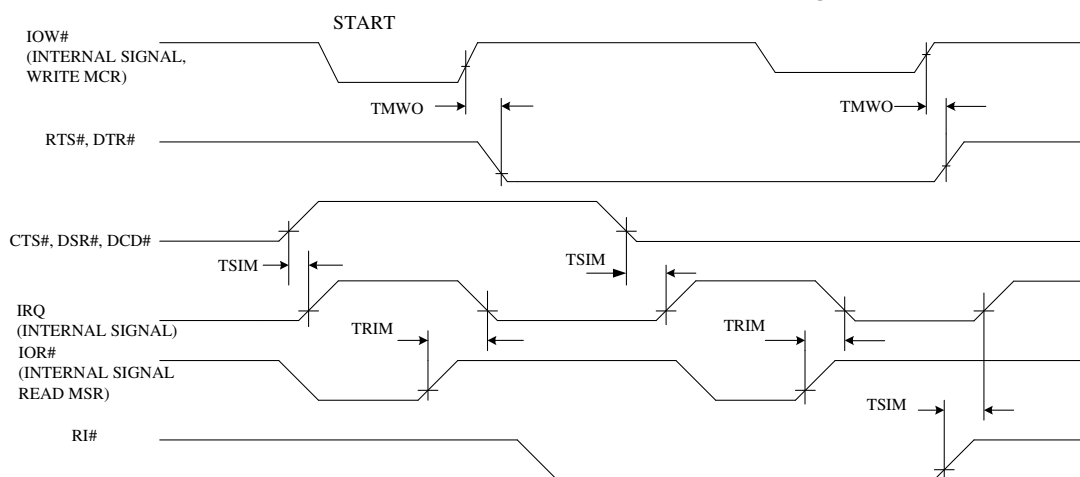 START
IOW#
(INTERNAL SIGNAL,
WRITE MCR)
TMWO
TMWO
RTS#, DTR#
CTS#, DSR#, DCD#
TSIM
TSIM
IRQ
(INTERNAL SIGNAL)
TRIM
TRIM
IOR#
(INTERNAL SIGNAL
READ MSR)
TSIM
RI#